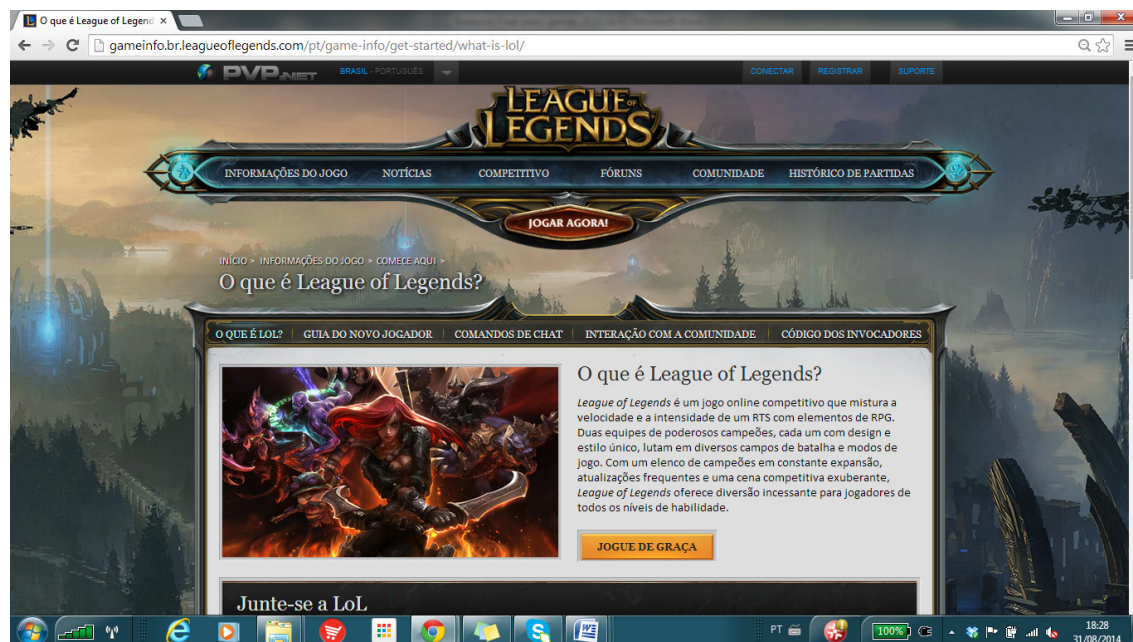 O que é League of Legend
gameinfo.br.leagueoflegends.com/pt/game-info/get-started/what-is-lol/
PVP.NET BRASIL - PORTUGUÊS CONECTAR REGISTRAR SUPORTE
LEAGUE OF
LEGENDS
INFORMAÇÕES DO JOGO NOTÍCIAS COMPETITIVO FÓRUNS COMUNIDADE HISTÓRICO DE PARTIDAS
JOGAR AGORA!
INÍCIO > INFORMAÇÕES DO JOGO > COMECE AQUI >
O que é League of Legends?
O QUE É LOL? GUIA DO NOVO JOGADOR COMANDOS DE CHAT INTERAÇÃO COM A COMUNIDADE CÓDIGO DOS INVOCADORES
O que é League of Legends?
League of Legends é um jogo online competitivo que mistura a
velocidade e a intensidade de um RTS com elementos de RPG.
Duas equipes de poderosos campeões, cada um com design e
estilo único, lutam em diversos campos de batalha e modos de
jogo. Com um elenco de campeões em constante expansão,
atualizações frequentes e uma cena competitiva exuberante,
League of Legends oferece diversão incessante para jogadores de
todos os níveis de habilidade.
JOGUE DE GRAÇA
Junte-se a LoL
PT 100% 18:28
31/08/2014